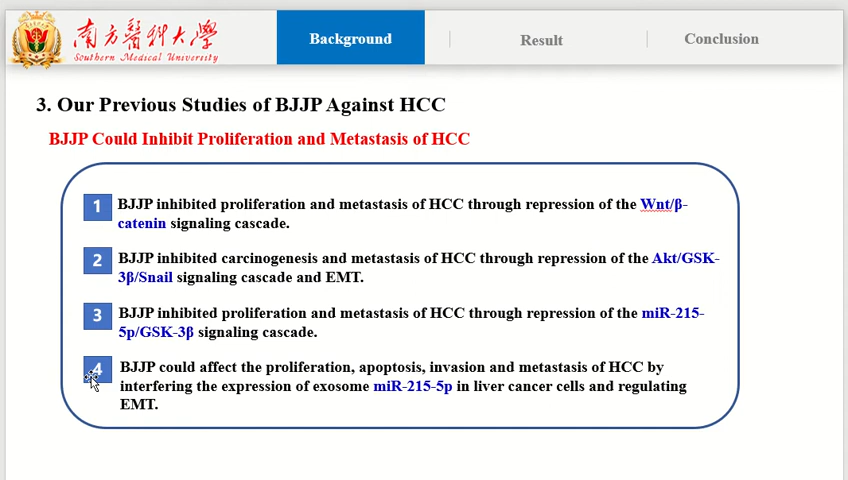 南方醫科大學
Southern Medical University
Background
Result
Conclusion
3. Our Previous Studies of BJJP Against HCC
BJJP Could Inhibit Proliferation and Metastasis of HCC
1
BJJP inhibited proliferation and metastasis of HCC through repression of the Wnt/β-
catenin signaling cascade.
2
BJJP inhibited carcinogenesis and metastasis of HCC through repression of the Akt/GSK-
3β/Snail signaling cascade and EMT.
3
BJJP inhibited proliferation and metastasis of HCC through repression of the miR-215-
5p/GSK-3β signaling cascade.
4
BJJP could affect the proliferation, apoptosis, invasion and metastasis of HCC by
interfering the expression of exosome miR-215-5p in liver cancer cells and regulating
EMT.